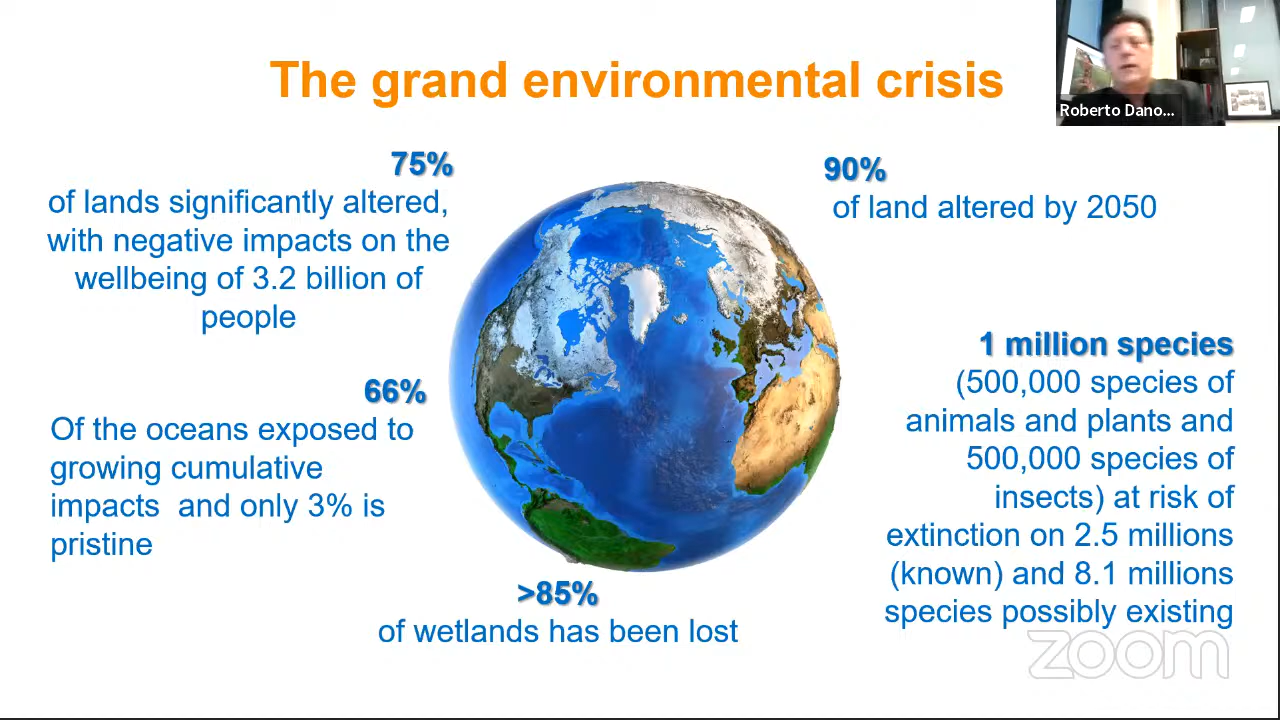 The grand environmental crisis
Roberto Dano...
75%
of lands significantly altered,
with negative impacts on the
wellbeing of 3.2 billion of
people
90%
of land altered by 2050
66%
Of the oceans exposed to
growing cumulative
impacts  and only 3% is
pristine
1 million species
(500,000 species of
animals and plants and
500,000 species of
insects) at risk of
extinction on 2.5 millions
(known) and 8.1 millions
species possibly existing
>85%
of wetlands has been lost
zoom